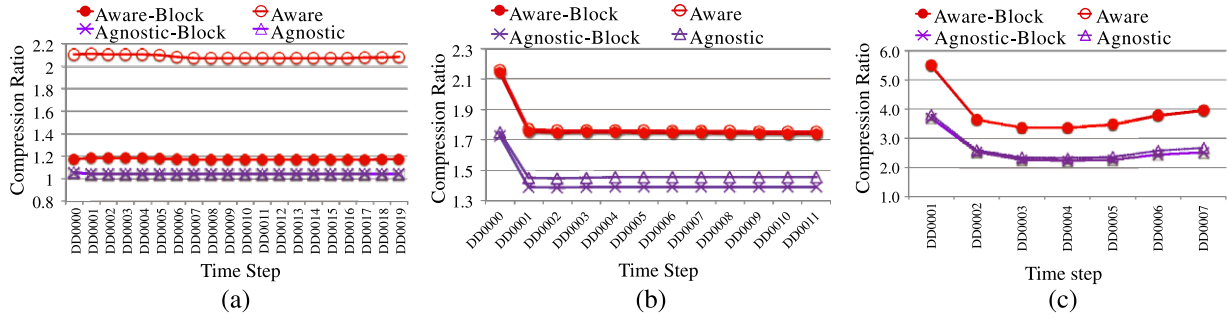 Aware-Block Aware
Agnostic-Block Agnostic
Compression Ratio
2.2
2
1.8
1.6
1.4
1.2
1
0.8
DD0000 DD0001 DD0002 DD0003 DD0004 DD0005 DD0006 DD0007 DD0008 DD0009 DD0010 DD0011 DD0012 DD0013 DD0014 DD0015 DD0016 DD0017 DD0018 DD0019
Time Step
(a)
Aware-Block Aware
Agnostic-Block Agnostic
Compression Ratio
2.3
2.1
1.9
1.7
1.5
1.3
DD0000 DD0001 DD0002 DD0003 DD0004 DD0005 DD0006 DD0007 DD0008 DD0009 DD0010 DD0011
Time Step
(b)
Aware-Block Aware
Agnostic-Block Agnostic
Compression Ratio
6.0
5.0
4.0
3.0
2.0
1.0
DD0001 DD0002 DD0003 DD0004 DD0005 DD0006 DD0007
Time step
(c)